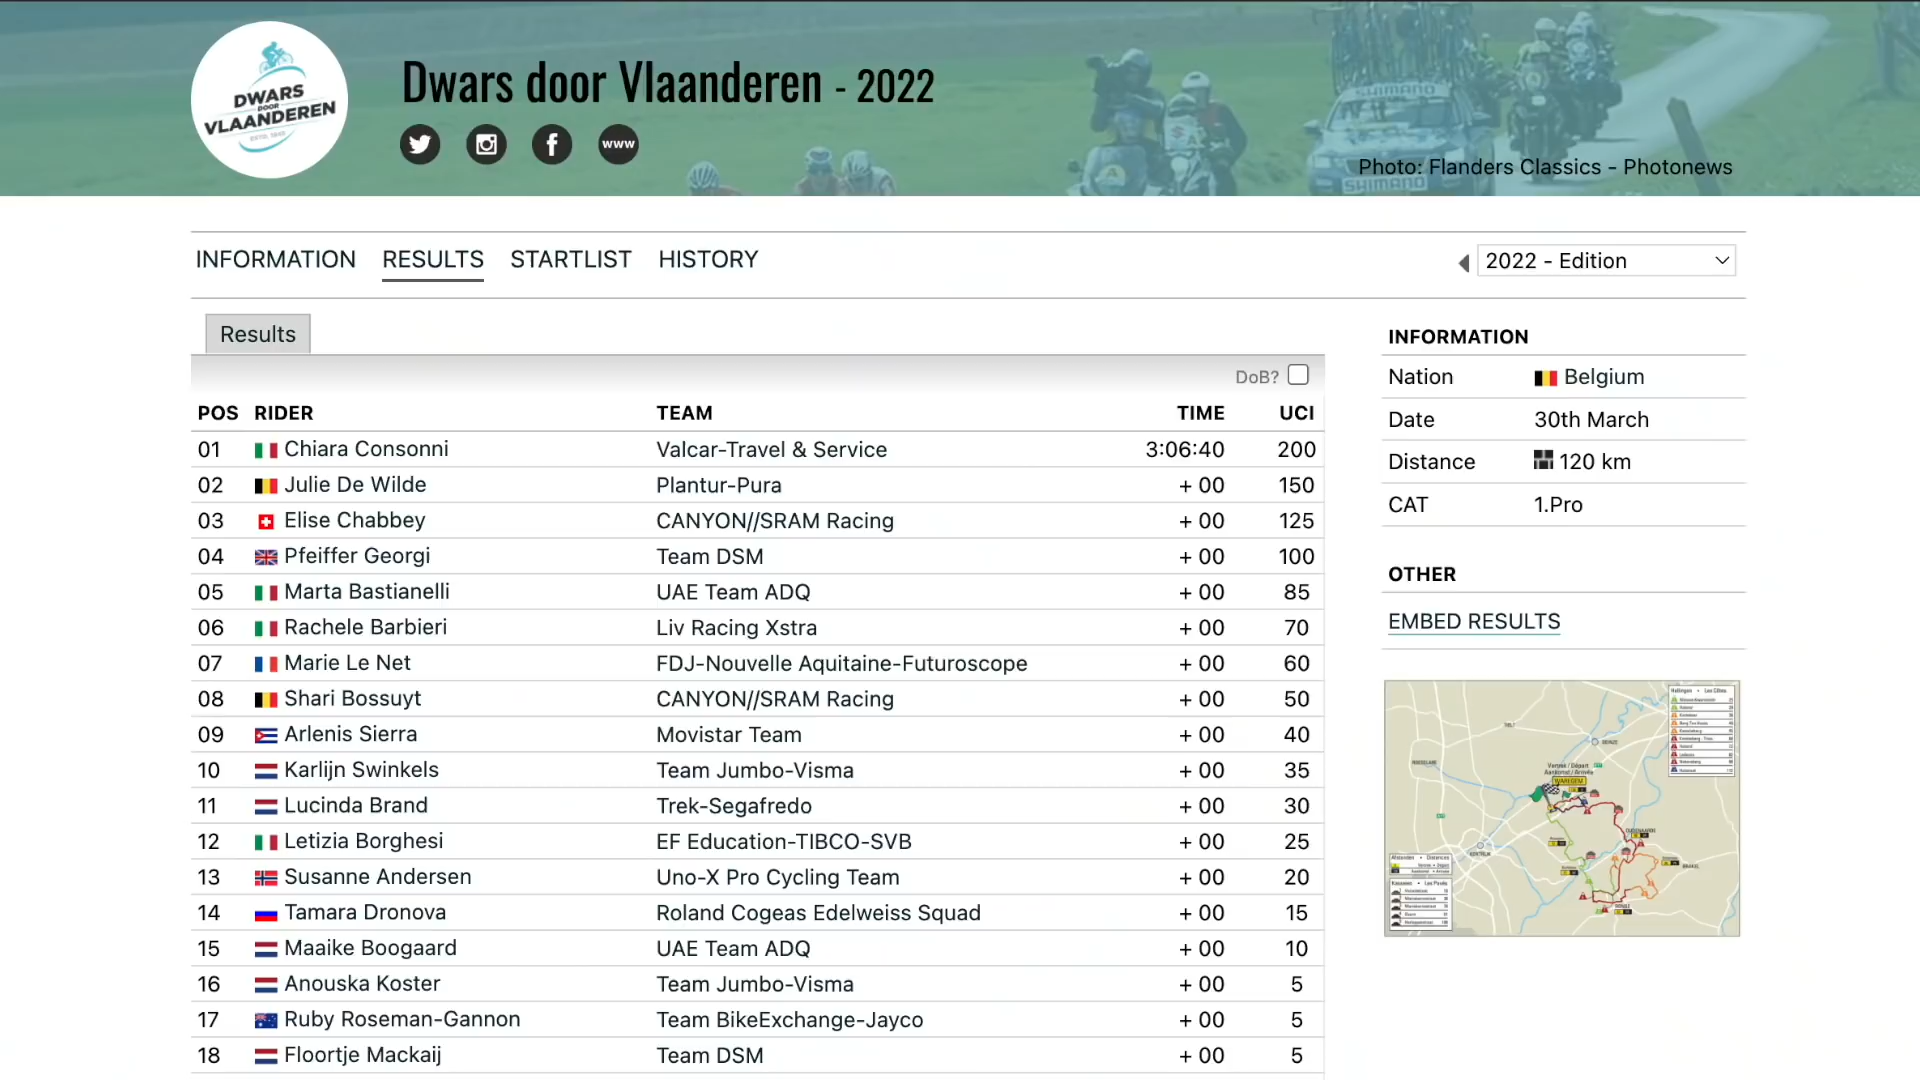 DWARS
DOOR
VLAANDEREN
Dwars door Vlaanderen - 2022
www
SHIMANO
SHIMANO
Photo: Flanders Classics - Photonews
INFORMATION RESULTS STARTLIST HISTORY
2022 - Edition
Results
DoB?
POS RIDER TEAM TIME UCI
01 Chiara Consonni Valcar-Travel & Service 3:06:40 200
02 Julie De Wilde Plantur-Pura + 00 150
03 Elise Chabbey CANYON//SRAM Racing + 00 125
04 Pfeiffer Georgi Team DSM + 00 100
05 Marta Bastianelli UAE Team ADQ + 00 85
06 Rachele Barbieri Liv Racing Xstra + 00 70
07 Marie Le Net FDJ-Nouvelle Aquitaine-Futuroscope + 00 60
08 Shari Bossuyt CANYON//SRAM Racing + 00 50
09 Arlenis Sierra Movistar Team + 00 40
10 Karlijn Swinkels Team Jumbo-Visma + 00 35
11 Lucinda Brand Trek-Segafredo + 00 30
12 Letizia Borghesi EF Education-TIBCO-SVB + 00 25
13 Susanne Andersen Uno-X Pro Cycling Team + 00 20
14 Tamara Dronova Roland Cogeas Edelweiss Squad + 00 15
15 Maaike Boogaard UAE Team ADQ + 00 10
16 Anouska Koster Team Jumbo-Visma + 00 5
17 Ruby Roseman-Gannon Team BikeExchange-Jayco + 00 5
18 Floortje Mackaij Team DSM + 00 5
INFORMATION
Nation Belgium
Date 30th March
Distance 120 km
CAT 1.Pro
OTHER
EMBED RESULTS
WAREGEM